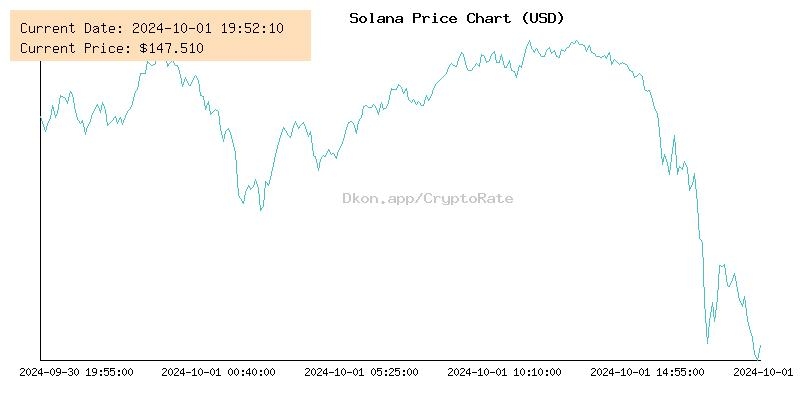 Solana Price Chart (USD)
Current Date: 2024-10-01 19:52:10
Current Price: $147.510
Dkon.app/CryptoRate
2024-09-30 19:55:00 2024-10-01 00:40:00 2024-10-01 05:25:00 2024-10-01 10:10:00 2024-10-01 14:55:00 2024-10-01